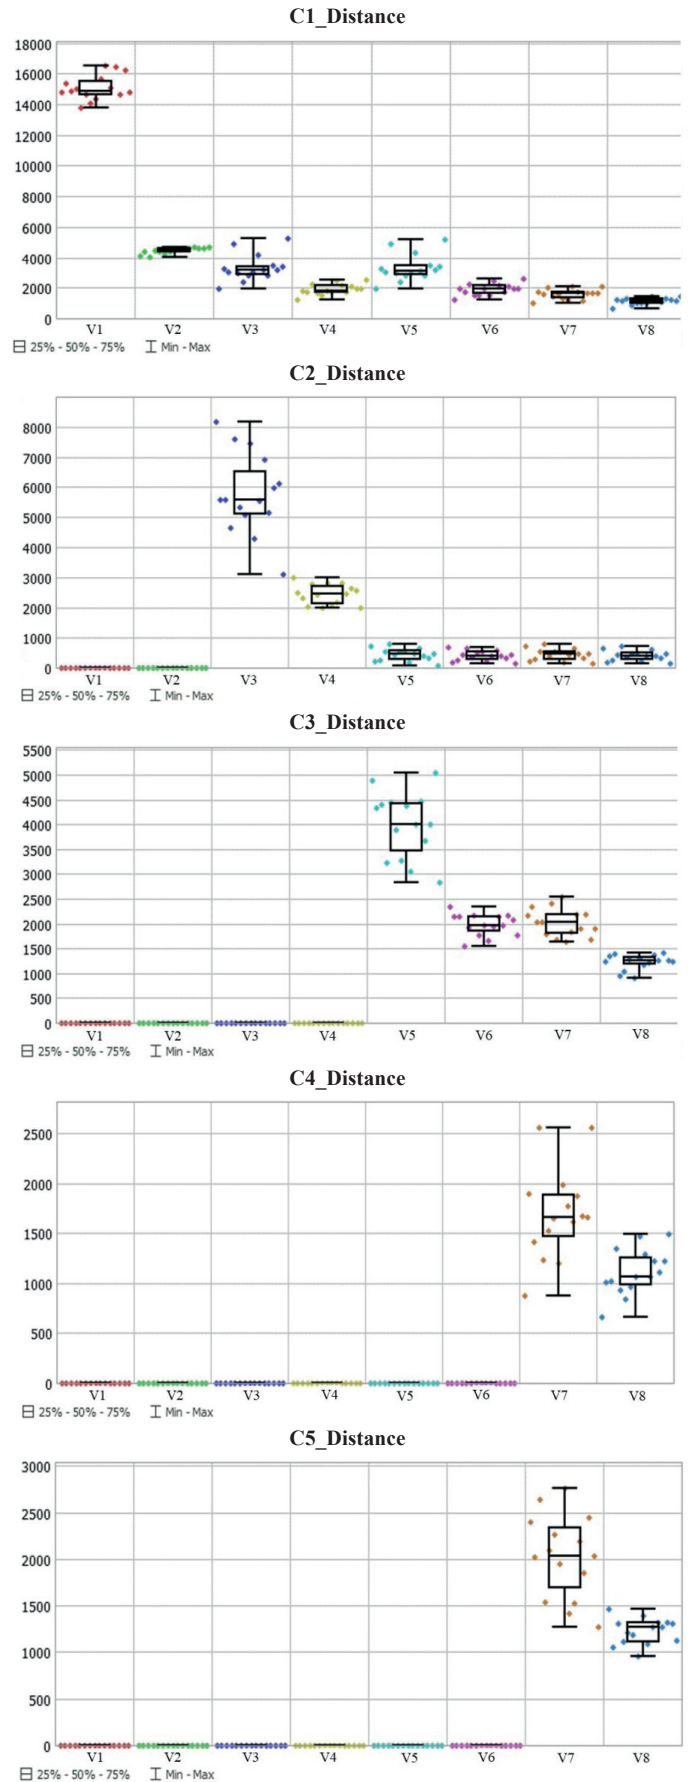 C1_Distance
18000
16000
14000
12000
10000
8000
6000
4000
2000
0
V1 V2 V3 V4 V5 V6 V7 V8
25% - 50% - 75% Min - Max
C2_Distance
8000
7000
6000
5000
4000
3000
2000
1000
0
V1 V2 V3 V4 V5 V6 V7 V8
25% - 50% - 75% Min - Max
C3_Distance
5500
5000
4500
4000
3500
3000
2500
2000
1500
1000
500
0
V1 V2 V3 V4 V5 V6 V7 V8
25% - 50% - 75% Min - Max
C4_Distance
2500
2000
1500
1000
500
0
V1 V2 V3 V4 V5 V6 V7 V8
25% - 50% - 75% Min - Max
C5_Distance
3000
2500
2000
1500
1000
500
0
V1 V2 V3 V4 V5 V6 V7 V8
25% - 50% - 75% Min - Max